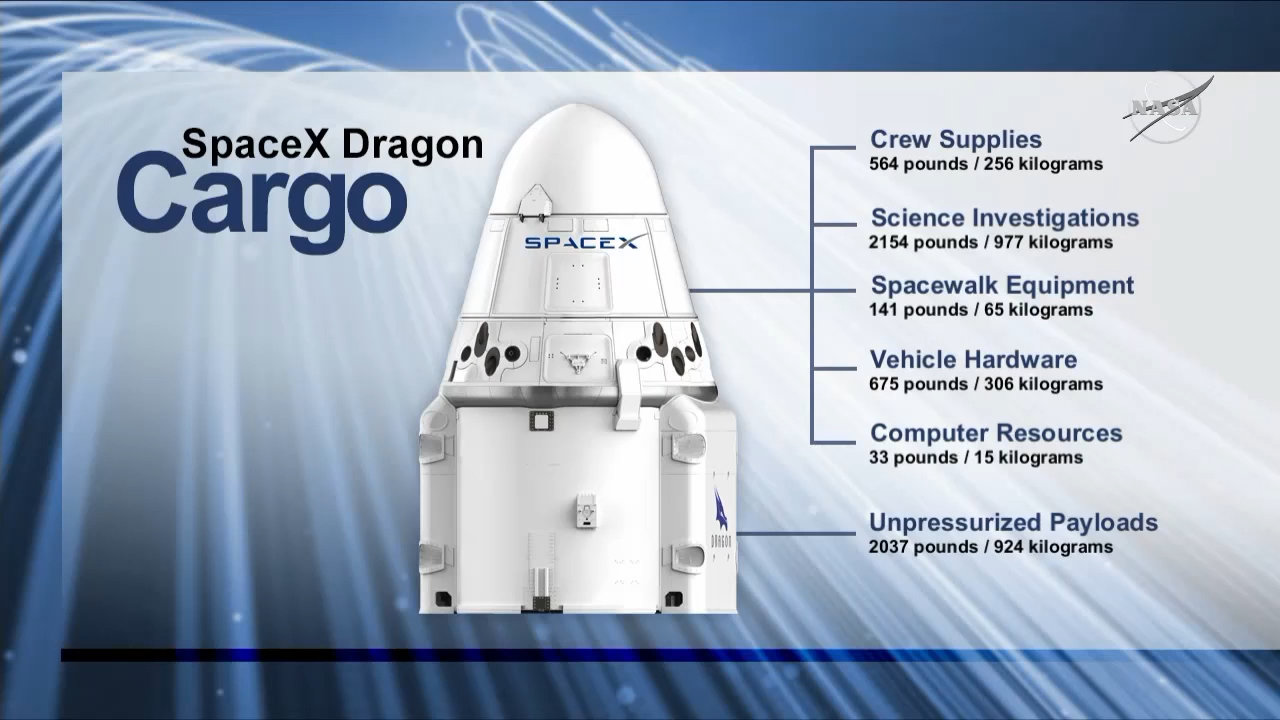 SpaceX Dragon
Cargo
SPACEX
DRAGON
NASA
Crew Supplies
564 pounds / 256 kilograms
Science Investigations
2154 pounds / 977 kilograms
Spacewalk Equipment
141 pounds / 65 kilograms
Vehicle Hardware
675 pounds / 306 kilograms
Computer Resources
33 pounds / 15 kilograms
Unpressurized Payloads
2037 pounds / 924 kilograms